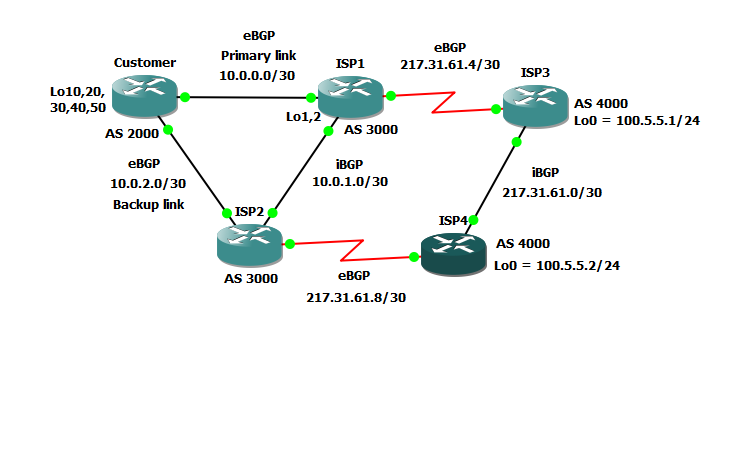 eBGP
Primary link
10.0.0.0/30
Customer
ISP1
eBGP
217.31.61.4/30
ISP3
Lo10,20,
30,40,50
Lo1,2
AS 4000
Lo0 = 100.5.5.1/24
AS 2000
AS 3000
eBGP
10.0.2.0/30
Backup link
iBGP
10.0.1.0/30
iBGP
217.31.61.0/30
ISP2
ISP4
AS 4000
Lo0 = 100.5.5.2/24
AS 3000
eBGP
217.31.61.8/30